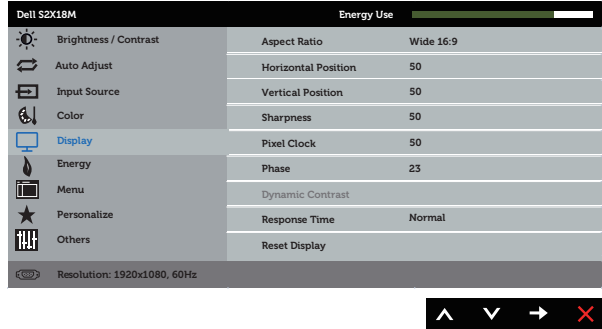 Dell S2X18M Energy Use
Brightness / Contrast Aspect Ratio Wide 16:9
Auto Adjust Horizontal Position 50
Input Source Vertical Position 50
Color Sharpness 50
Display Pixel Clock 50
Energy Phase 23
Menu Dynamic Contrast
Personalize Response Time Normal
Others Reset Display
Resolution: 1920x1080, 60Hz